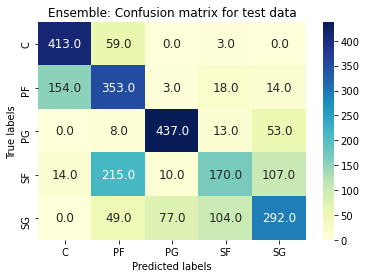 Ensemble: Confusion matrix for test data
C 413.0 59.0 0.0 3.0 0.0
PF 154.0 353.0 3.0 18.0 14.0
PG 0.0 8.0 437.0 13.0 53.0
SF 14.0 215.0 10.0 170.0 107.0
SG 0.0 49.0 77.0 104.0 292.0
C PF PG SF SG
True labels
Predicted labels
400
350
300
250
200
150
100
50
0